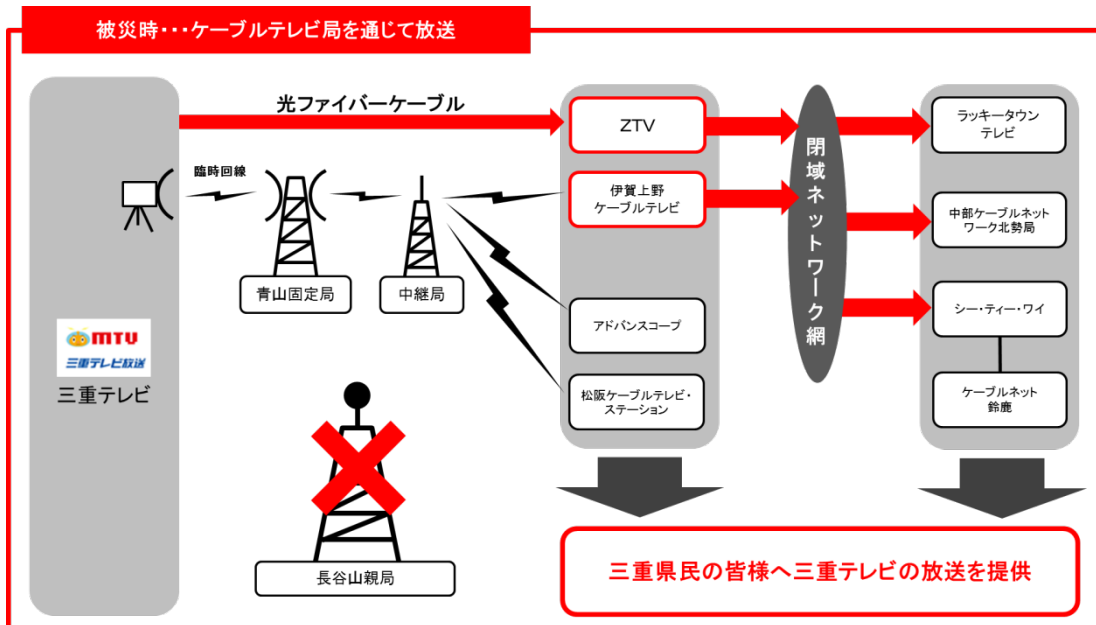 被災時・・・ケーブルテレビ局を通じて放送
光ファイバーケーブル
臨時回線
青山固定局
中継局
mTU
三重テレビ放送
三重テレビ
長谷山親局
ZTV
伊賀上野
ケーブルテレビ
アドバンスコープ
松阪ケーブルテレビ・
ステーション
閉域ネットワーク網
ラッキータウン
テレビ
中部ケーブルネット
ワーク北勢局
シー・ティー・ワイ
ケーブルネット
鈴鹿
三重県民の皆様へ三重テレビの放送を提供